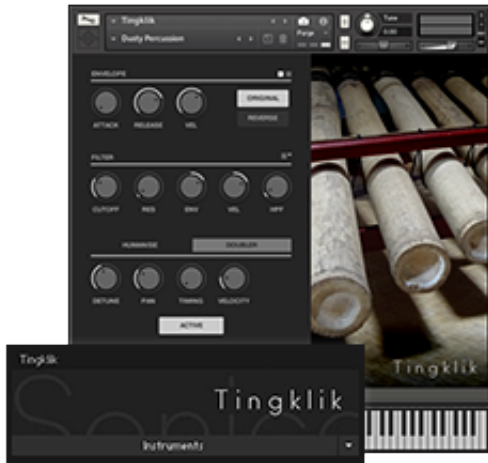 Tingklik
Dusty Percussion
Purge
Tune
0.00
ENVELOPE
ATTACK RELEASE VEL
ORIGINAL
REVERSE
FILTER
CUTOFF RES ENV VEL HPF
HUMANISE DOUBLER
DETUNE PAN TIMING VELOCITY
ACTIVE
Tingklik
Tingklik
Sonic
Tingklik
Instruments